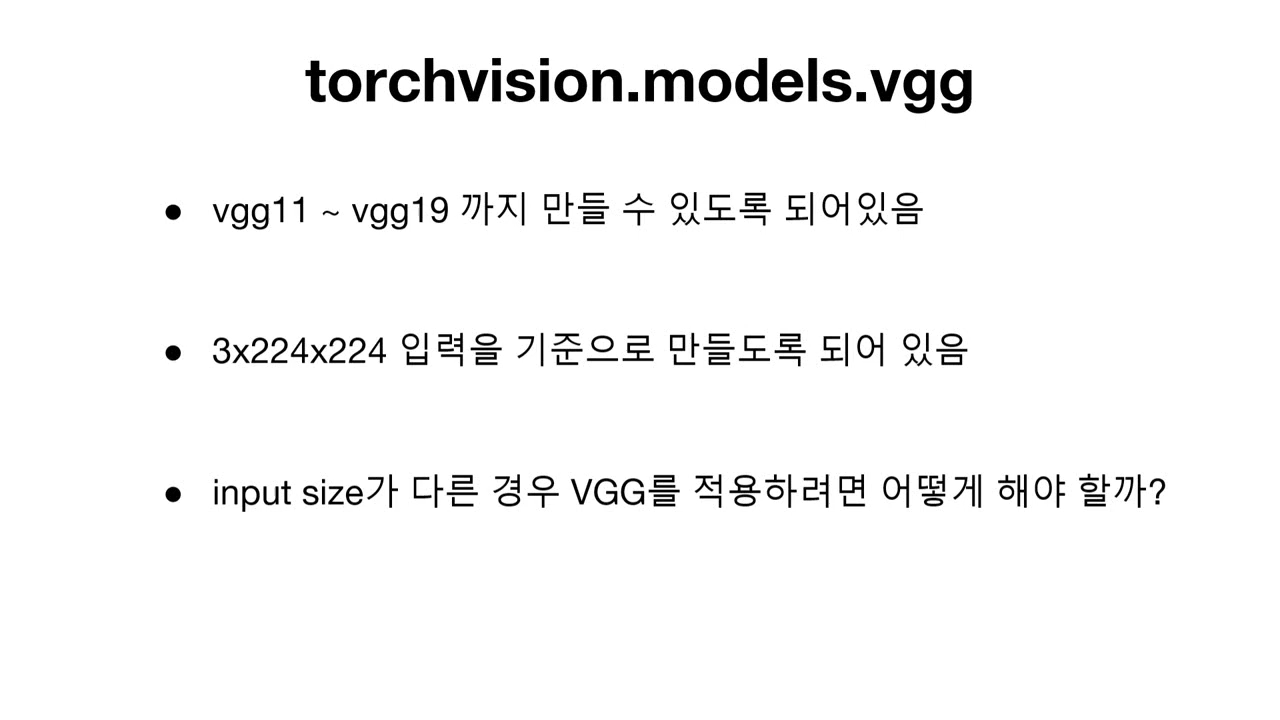 torchvision.models.vgg
● vgg11 ~ vgg19 까지 만들 수 있도록 되어있음
● 3x224x224 입력을 기준으로 만들도록 되어 있음
● input size가 다른 경우 VGG를 적용하려면 어떻게 해야 할까?